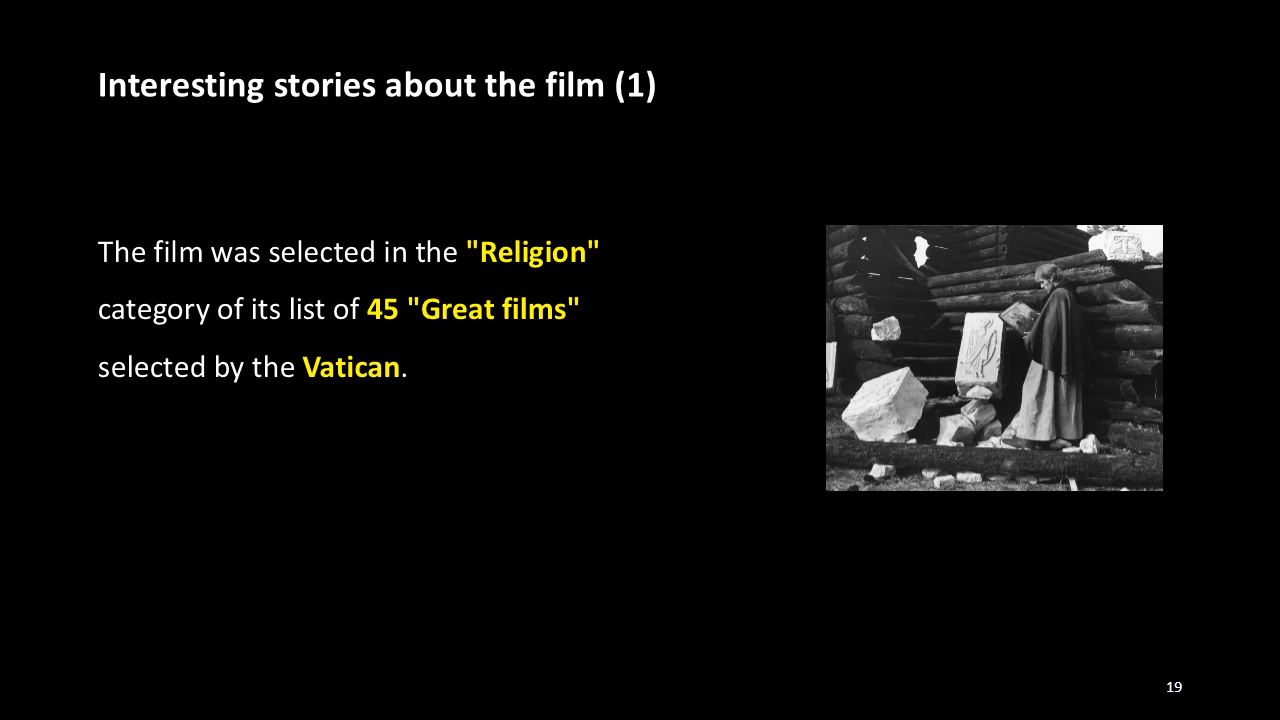 Interesting stories about the film (1)
The film was selected in the "Religion"
category of its list of 45 "Great films"
selected by the Vatican.
19